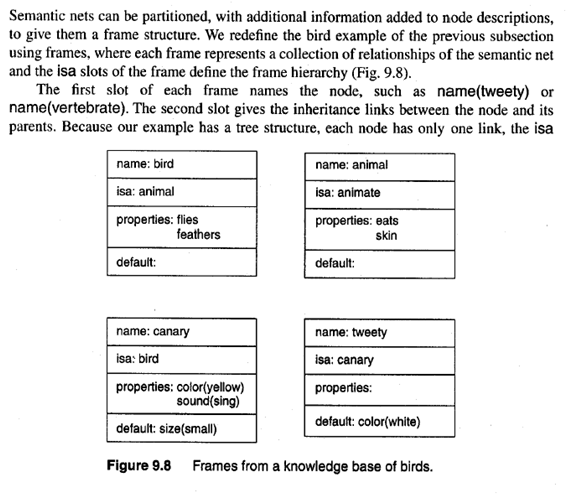 Semantic nets can be partitioned, with additional information added to node descriptions,
to give them a frame structure. We redefine the bird example of the previous subsection
using frames, where each frame represents a collection of relationships of the semantic net
and the isa slots of the frame define the frame hierarchy (Fig. 9.8).
The first slot of each frame names the node, such as name(tweety) or
name(vertebrate). The second slot gives the inheritance links between the node and its
parents. Because our example has a tree structure, each node has only one link, the isa
name: bird
isa: animal
properties: flies
feathers
default:
name: animal
isa: animate
properties: eats
skin
default:
name: canary
isa: bird
properties: color(yellow)
sound(sing)
default: size(small)
name: tweety
isa: canary
properties:
default: color(white)
Figure 9.8 Frames from a knowledge base of birds.